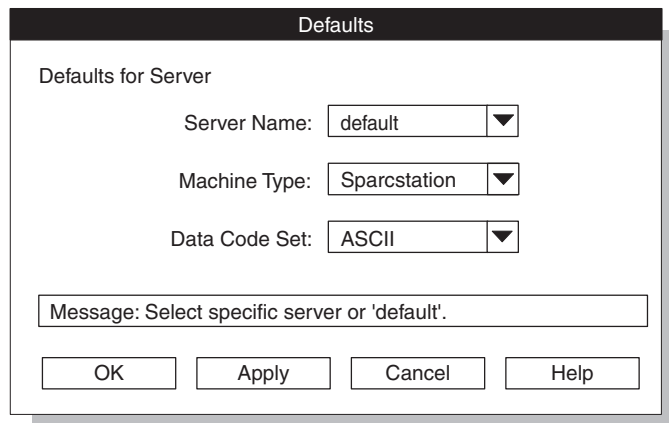 Defaults
Defaults for Server
Server Name: default
Machine Type: Sparcstation
Data Code Set: ASCII
Message: Select specific server or 'default'.
OK Apply Cancel Help